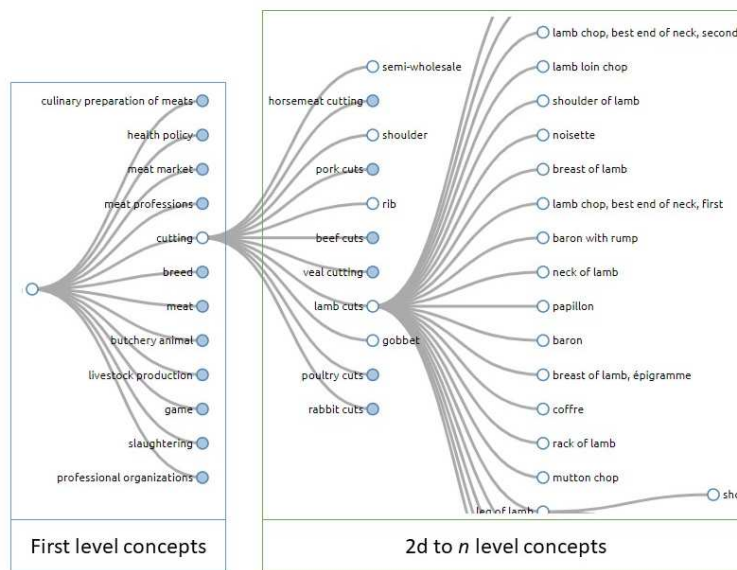 culinary preparation of meats
health policy
meat market
meat professions
cutting
breed
meat
butchery animal
livestock production
game
slaughtering
professional organizations
semi-wholesale
horsemeat cutting
shoulder
pork cuts
rib
beef cuts
veal cutting
lamb cuts
gobbet
poultry cuts
rabbit cuts
lamb chop, best end of neck, second
lamb loin chop
shoulder of lamb
noisette
breast of lamb
lamb chop, best end of neck, first
baron with rump
neck of lamb
papillon
baron
breast of lamb, épigramme
coffre
rack of lamb
mutton chop
leg of lamb
First level concepts
2d to n level concepts